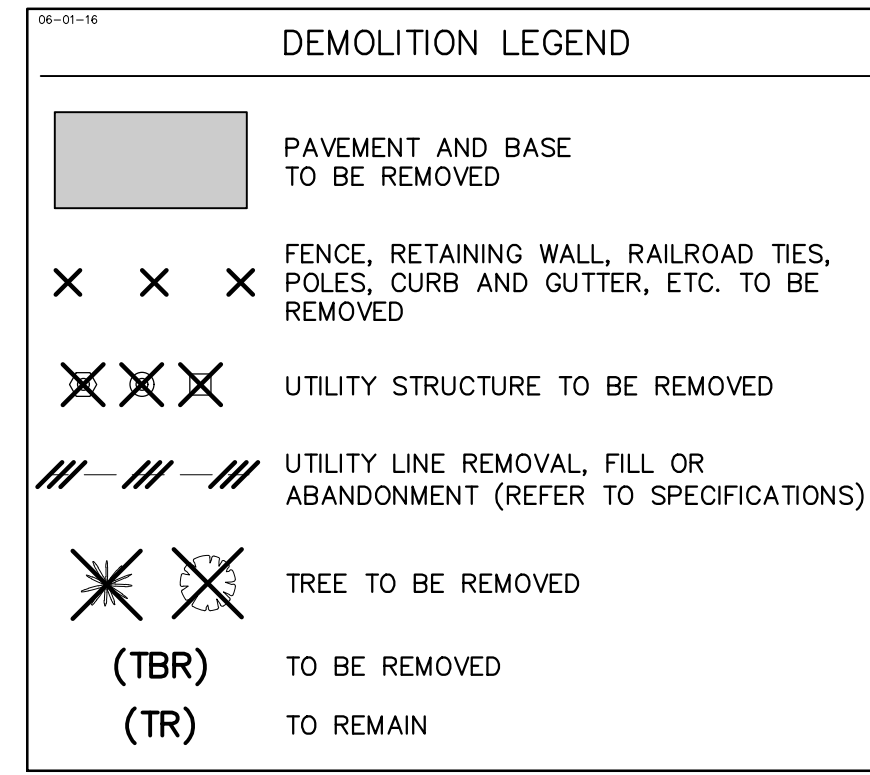 06-01-16
DEMOLITION LEGEND
PAVEMENT AND BASE
TO BE REMOVED
FENCE, RETAINING WALL, RAILROAD TIES,
POLES, CURB AND GUTTER, ETC. TO BE
REMOVED
UTILITY STRUCTURE TO BE REMOVED
UTILITY LINE REMOVAL, FILL OR
ABANDONMENT (REFER TO SPECIFICATIONS)
TREE TO BE REMOVED
(TBR) TO BE REMOVED
(TR) TO REMAIN